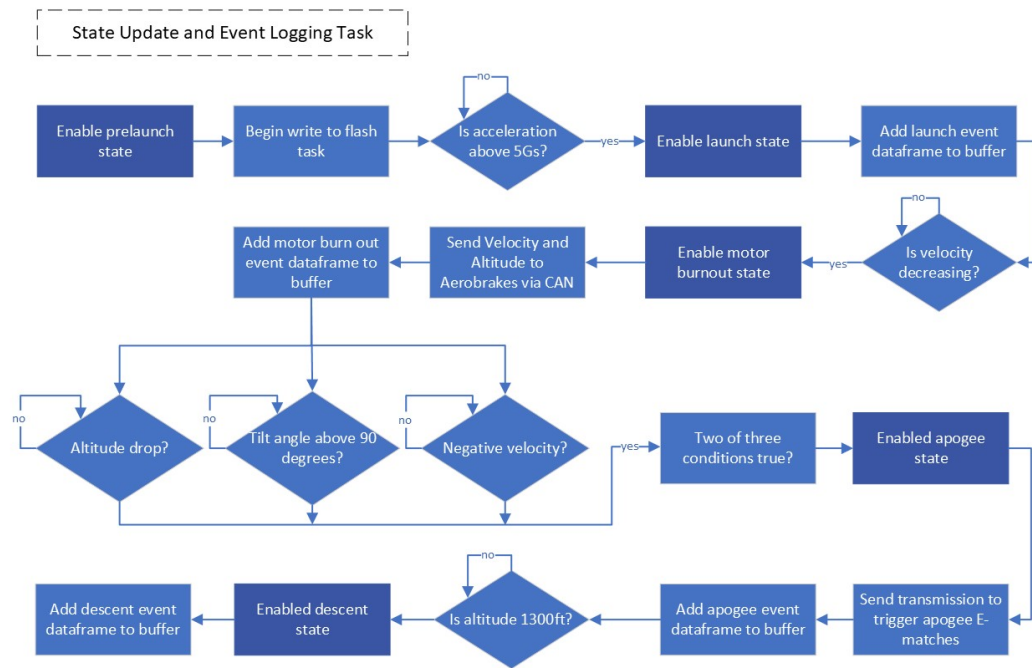 State Update and Event Logging Task
no
Enable prelaunch
state
Begin write to flash
task
Is acceleration
above 5Gs?
yes
Enable launch state
Add launch event
dataframe to buffer
no
Is velocity
decreasing?
yes
Enable motor
burnout state
Send Velocity and
Altitude to
Aerobrakes via CAN
Add motor burn out
event dataframe to
buffer
no
Altitude drop?
no
Tilt angle above 90
degrees?
no
Negative velocity?
yes
Two of three
conditions true?
Enabled apogee
state
Send transmission to
trigger apogee E-
matches
Add apogee event
dataframe to buffer
no
Is altitude 1300ft?
Enabled descent
state
Add descent event
dataframe to buffer